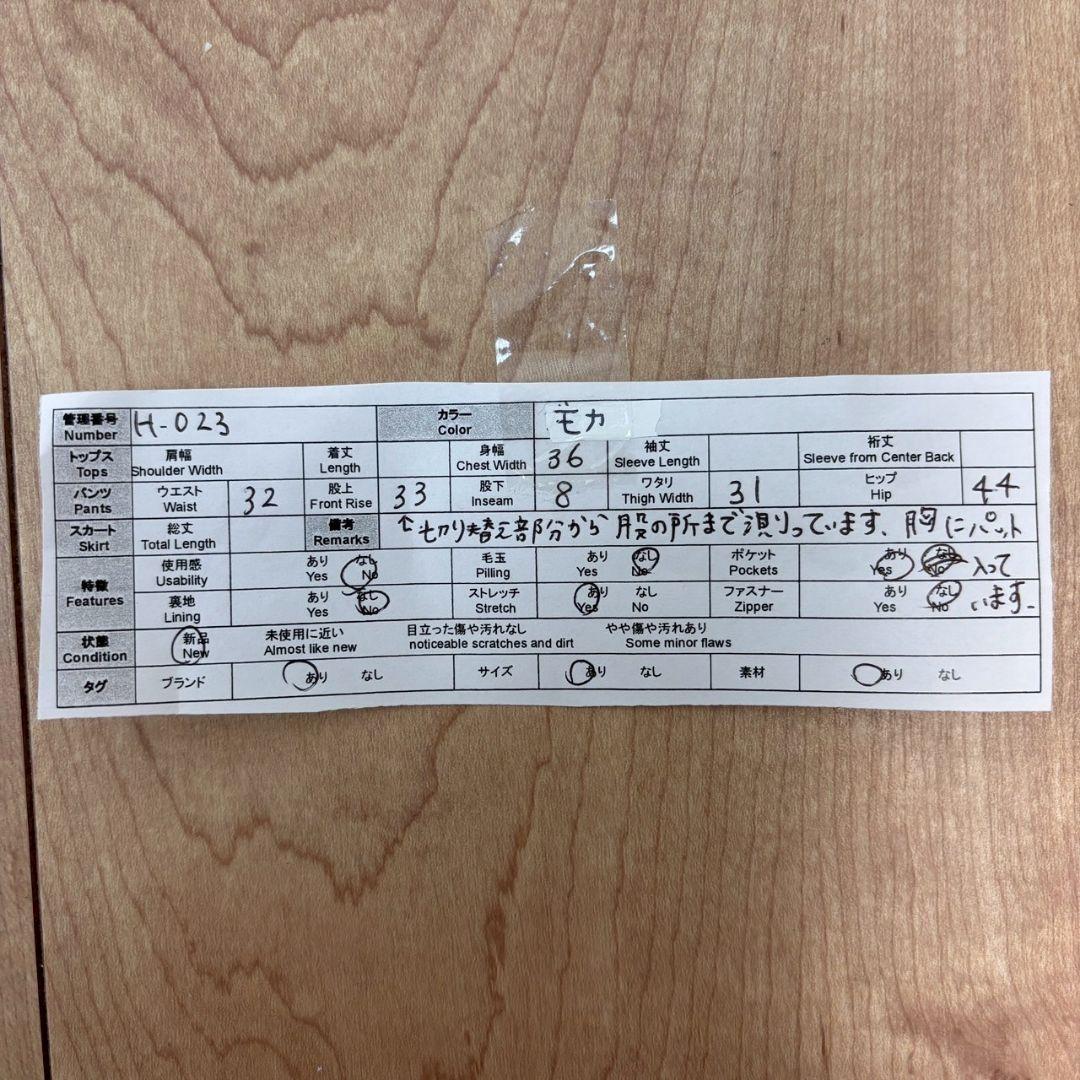 管理番号 H-023 カラー モカ
Number Color
トップス 肩幅 着丈 身幅 36 袖丈 裄丈
Tops Shoulder Width Length Chest Width Sleeve Length Sleeve from Center Back
パンツ ウエスト 32 股上 33 股下 8 ワタリ 31 ヒップ 44
Pants Waist Front Rise Inseam Thigh Width Hip
スカート 総丈 備考 ↑切り替え部分から股の所まで測っています、胸にパット
Skirt Total Length Remarks
特徴 使用感 あり なし 毛玉 あり なし ポケット あり なし 入って
Features Usability Yes No Pilling Yes No Pockets Yes No
裏地 あり なし ストレッチ あり なし ファスナー あり なし います。
Lining Yes No Stretch Yes No Zipper Yes No
状態 新品 未使用に近い 目立った傷や汚れなし やや傷や汚れあり
Condition New Almost like new noticeable scratches and dirt Some minor flaws
タグ ブランド あり なし サイズ あり なし 素材 あり なし